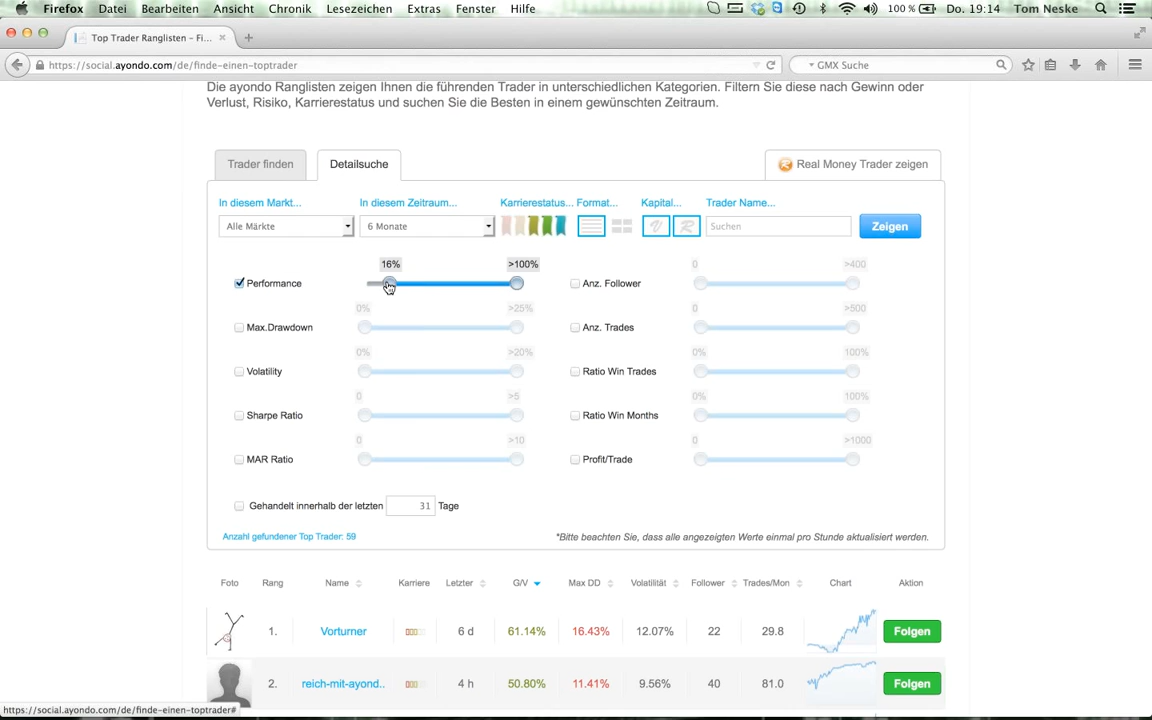 Firefox Datei Bearbeiten Ansicht Chronik Lesezeichen Extras Fenster Hilfe 100 % Do. 19:14 Tom Neske
Top Trader Ranglisten – Fi...
https://social.ayondo.com/de/finde-einen-toptrader GMX Suche
Die ayondo Ranglisten zeigen Ihnen die führenden Trader in unterschiedlichen Kategorien. Filtern Sie diese nach Gewinn oder
Verlust, Risiko, Karrierestatus und suchen Sie die Besten in einem gewünschten Zeitraum.
Trader finden Detailsuche Real Money Trader zeigen
In diesem Markt... In diesem Zeitraum... Karrierestatus... Format... Kapital... Trader Name...
Alle Märkte 6 Monate V R Suchen Zeigen
16% >100% 0 >400
Performance Anz. Follower
0% >25% 0 >500
Max.Drawdown Anz. Trades
0% >20% 0% 100%
Volatility Ratio Win Trades
0 >5 0% 100%
Sharpe Ratio Ratio Win Months
0 >10 0 >1000
MAR Ratio Profit/Trade
Gehandelt innerhalb der letzten 31 Tage
Anzahl gefundener Top Trader: 59 *Bitte beachten Sie, dass alle angezeigten Werte einmal pro Stunde aktualisiert werden.
Foto Rang Name Karriere Letzter G/V Max DD Volatilität Follower Trades/Mon Chart Aktion
1. Vorturner 6 d 61.14% 16.43% 12.07% 22 29.8 Folgen
2. reich-mit-ayond.. 4 h 50.80% 11.41% 9.56% 40 81.0 Folgen
https://social.ayondo.com/de/finde-einen-toptrader#